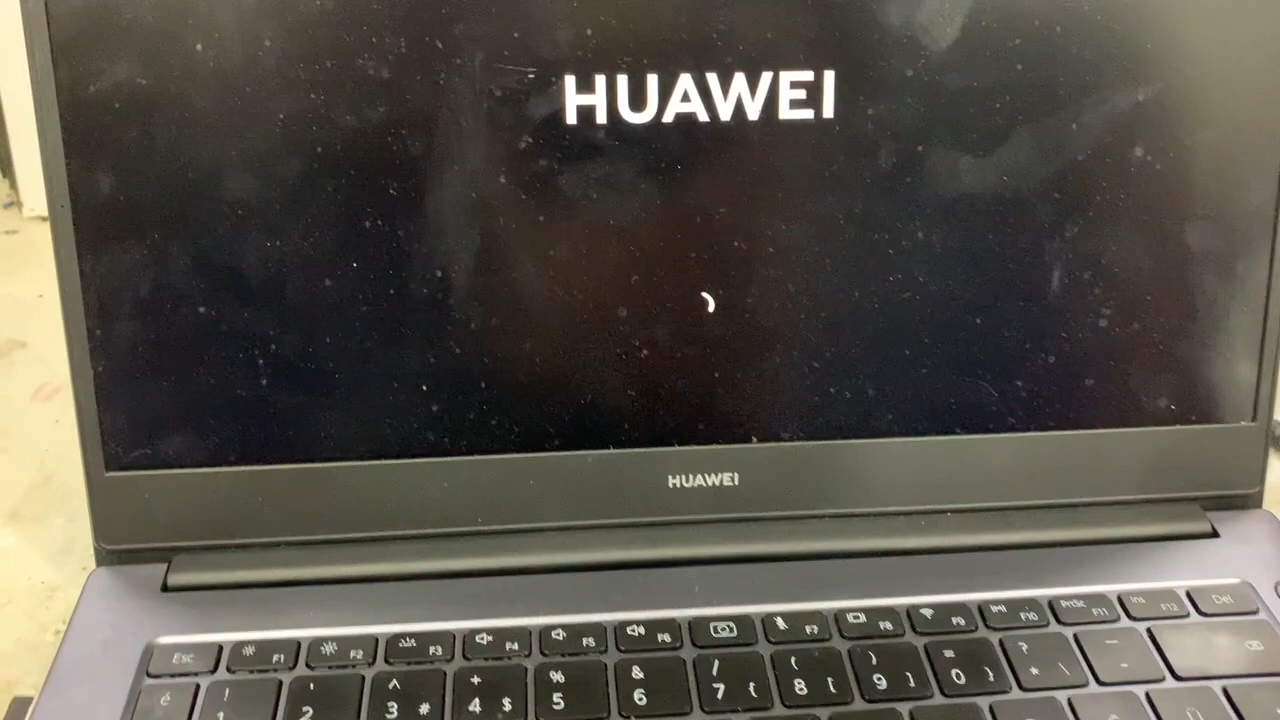 HUAWEI
HUAWEI
Esc F1 F2 F3 F4 F5 F6 F7 F8 F9 F10 PrtSc F11 Ins F12 Del
é ! 1 ' 2 ^ 3 # + 4 $ % 5 & 6 / 7 { ( 8 [ ) 9 ] = 0 } ? * \ _ -